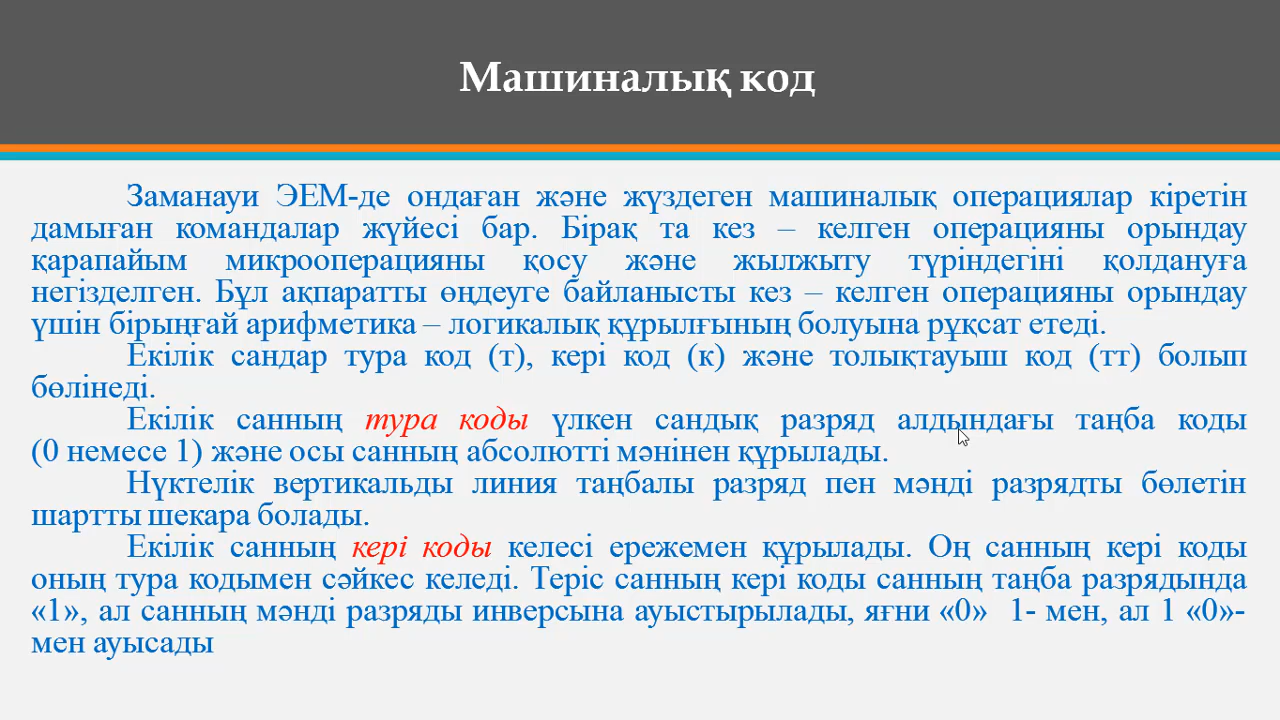 Машиналық код
Заманауи ЭЕМ-де ондаған және жүздеген машиналық операциялар кіретін
дамыған командалар жүйесі бар. Бірақ та кез – келген операцияны орындау
қарапайым микрооперацияны қосу және жылжыту түріндегіні қолдануға
негізделген. Бұл ақпаратты өңдеуге байланысты кез – келген операцияны орындау
үшін бірыңғай арифметика – логикалық құрылғының болуына рұқсат етеді.
Екілік сандар тура код (т), кері код (к) және толықтауыш код (тт) болып
бөлінеді.
Екілік санның тура коды үлкен сандық разряд алдындағы таңба коды
(0 немесе 1) және осы санның абсолютті мәнінен құрылады.
Нүктелік вертикальды линия таңбалы разряд пен мәнді разрядты бөлетін
шартты шекара болады.
Екілік санның кері коды келесі ережемен құрылады. Оң санның кері коды
оның тура кодымен сәйкес келеді. Теріс санның кері коды санның таңба разрядында
«1», ал санның мәнді разряды инверсына ауыстырылады, яғни «0»  1- мен, ал 1 «0»-
мен ауысады